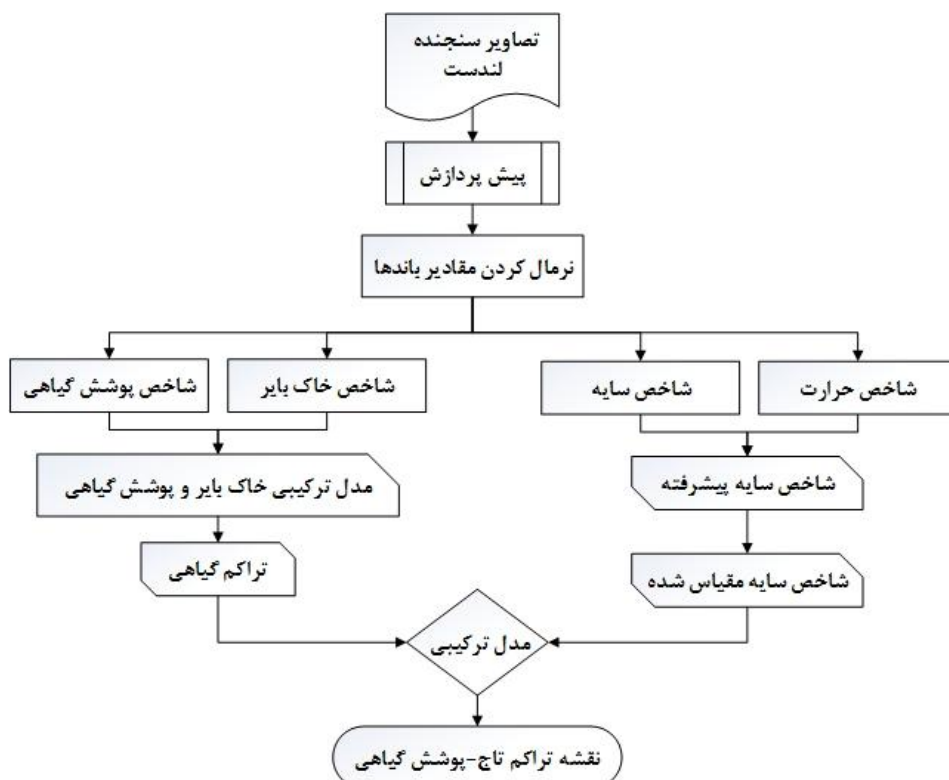 تصاویر سنجنده
لندست
پیش پردازش
نرمال کردن مقادیر باندها
شاخص حرارت
شاخص سایه
شاخص خاک بایر
شاخص پوشش گیاهی
شاخص سایه پیشرفته
مدل ترکیبی خاک بایر و پوشش گیاهی
شاخص سایه مقیاس شده
تراکم گیاهی
مدل ترکیبی
نقشه تراکم تاج-پوشش گیاهی